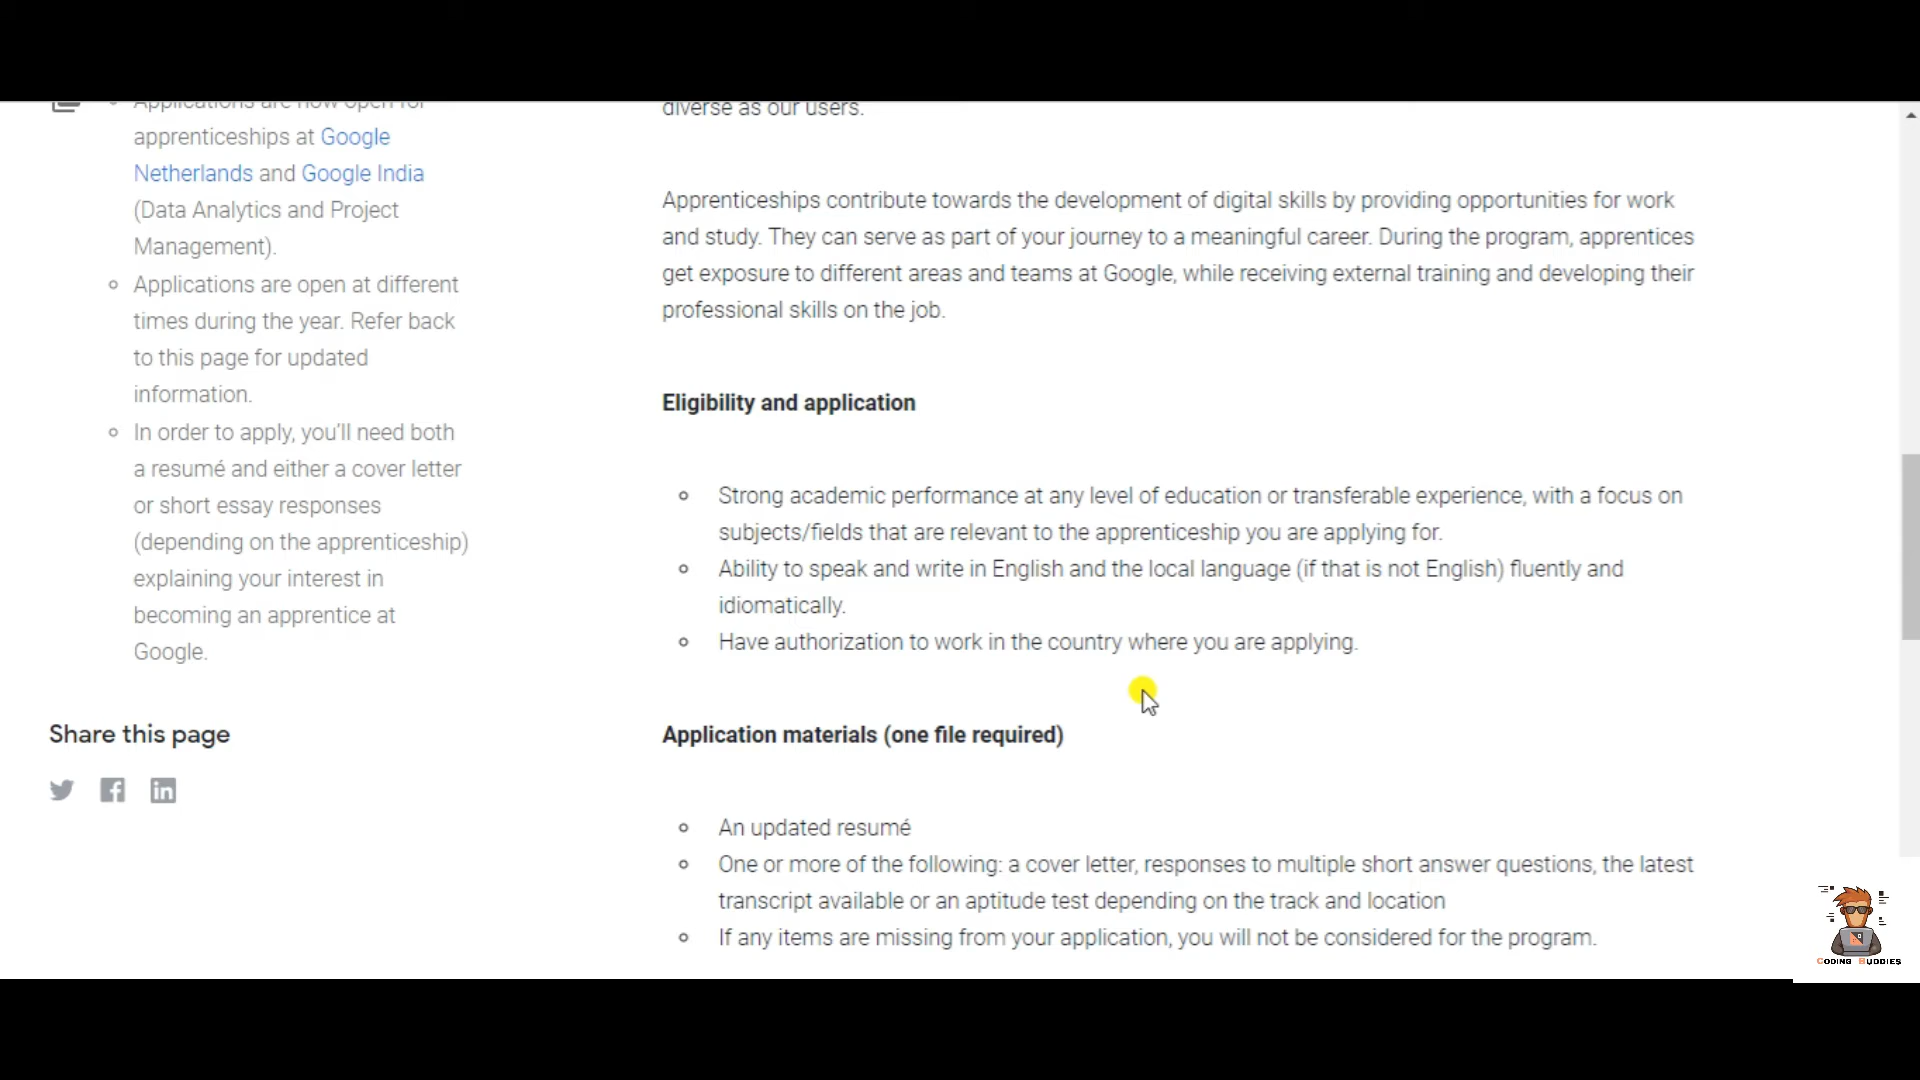 Applications are now open for
apprenticeships at Google
Netherlands and Google India
(Data Analytics and Project
Management).
Applications are open at different
times during the year. Refer back
to this page for updated
information.
In order to apply, you'll need both
a resumé and either a cover letter
or short essay responses
(depending on the apprenticeship)
explaining your interest in
becoming an apprentice at
Google.
Share this page
diverse as our users.
Apprenticeships contribute towards the development of digital skills by providing opportunities for work
and study. They can serve as part of your journey to a meaningful career. During the program, apprentices
get exposure to different areas and teams at Google, while receiving external training and developing their
professional skills on the job.
Eligibility and application
Strong academic performance at any level of education or transferable experience, with a focus on
subjects/fields that are relevant to the apprenticeship you are applying for.
Ability to speak and write in English and the local language (if that is not English) fluently and
idiomatically.
Have authorization to work in the country where you are applying.
Application materials (one file required)
An updated resumé
One or more of the following: a cover letter, responses to multiple short answer questions, the latest
transcript available or an aptitude test depending on the track and location
If any items are missing from your application, you will not be considered for the program.
CODING BUDDIES